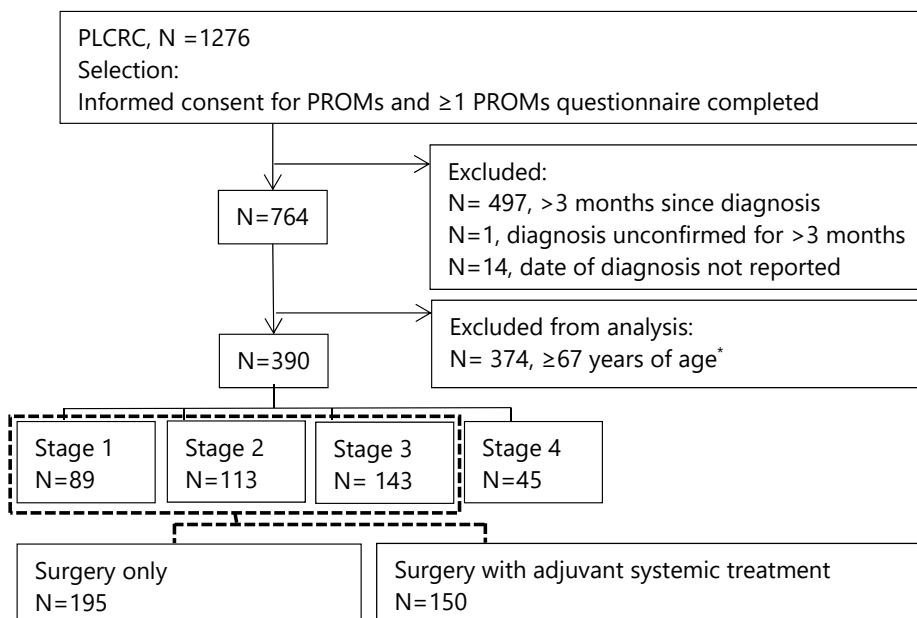 PLCRC, N =1276
Selection:
Informed consent for PROMs and ≥1 PROMs questionnaire completed
Excluded:
N= 497, >3 months since diagnosis
N=1, diagnosis unconfirmed for >3 months
N=14, date of diagnosis not reported
N=764
Excluded from analysis:
N= 374, ≥67 years of age*
N=390
Stage 1
N=89
Stage 2
N=113
Stage 3
N= 143
Stage 4
N=45
Surgery only
N=195
Surgery with adjuvant systemic treatment
N=150